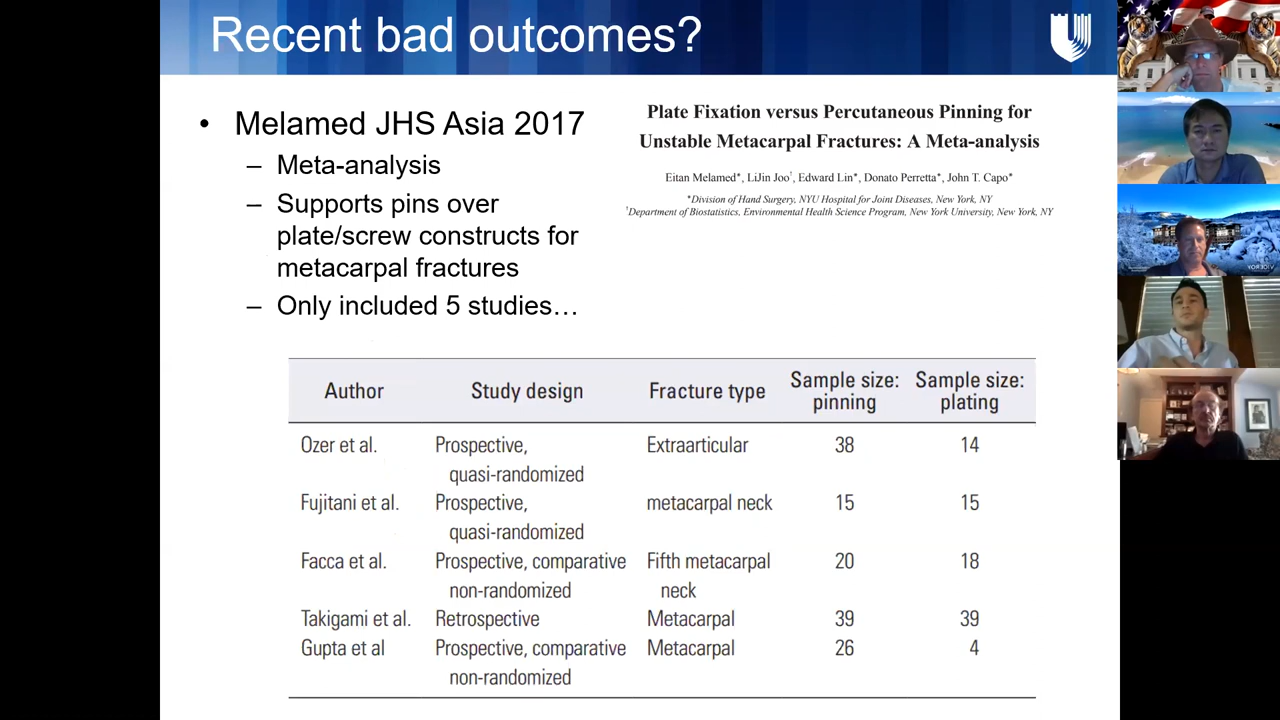 Recent bad outcomes?
• Melamed JHS Asia 2017
– Meta-analysis
– Supports pins over
plate/screw constructs for
metacarpal fractures
– Only included 5 studies…
Plate Fixation versus Percutaneous Pinning for
Unstable Metacarpal Fractures: A Meta-analysis
Eitan Melamed*, LiJin Joo†, Edward Lin*, Donato Perretta*, John T. Capo*
*Division of Hand Surgery, NYU Hospital for Joint Diseases, New York, NY
†Department of Biostatistics, Environmental Health Science Program, New York University, New York, NY
Author Study design Fracture type Sample size: pinning Sample size: plating
Ozer et al. Prospective, quasi-randomized Extraarticular 38 14
Fujitani et al. Prospective, quasi-randomized metacarpal neck 15 15
Facca et al. Prospective, comparative non-randomized Fifth metacarpal neck 20 18
Takigami et al. Retrospective Metacarpal 39 39
Gupta et al Prospective, comparative non-randomized Metacarpal 26 4